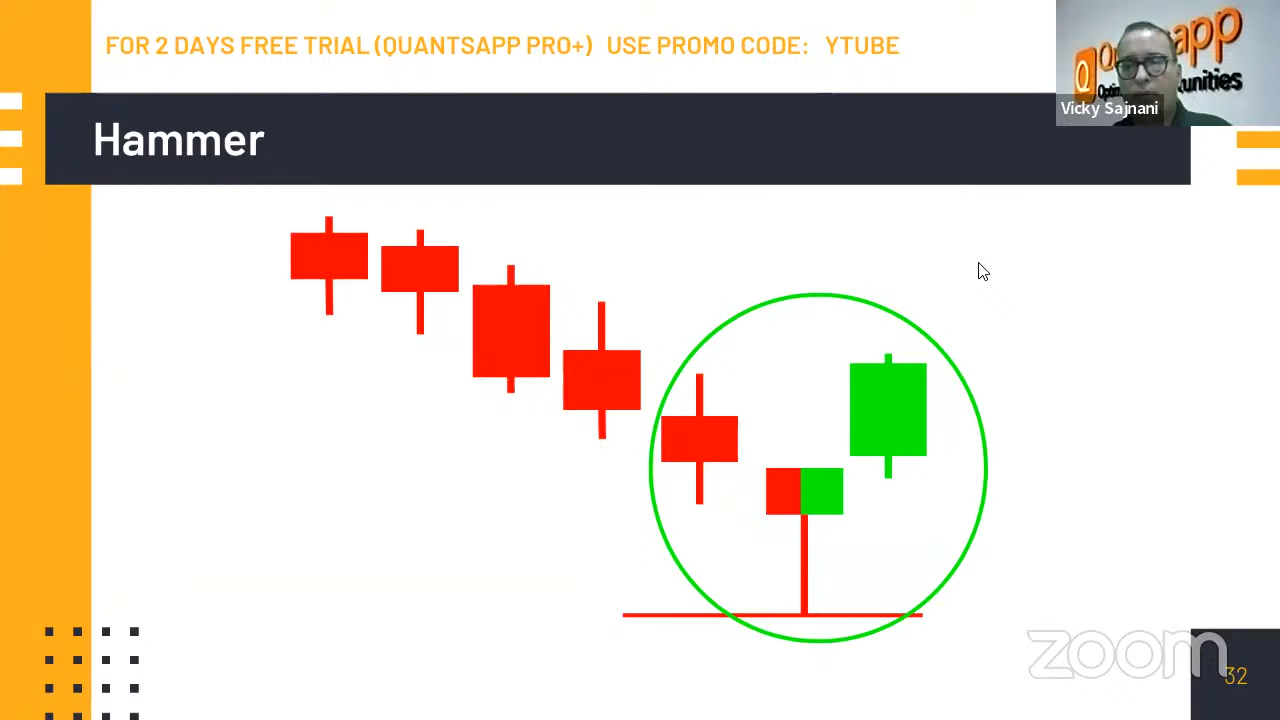 FOR 2 DAYS FREE TRIAL (QUANTSAPP PRO+) USE PROMO CODE: YTUBE
Vicky Sajnani
Hammer
zoom
32